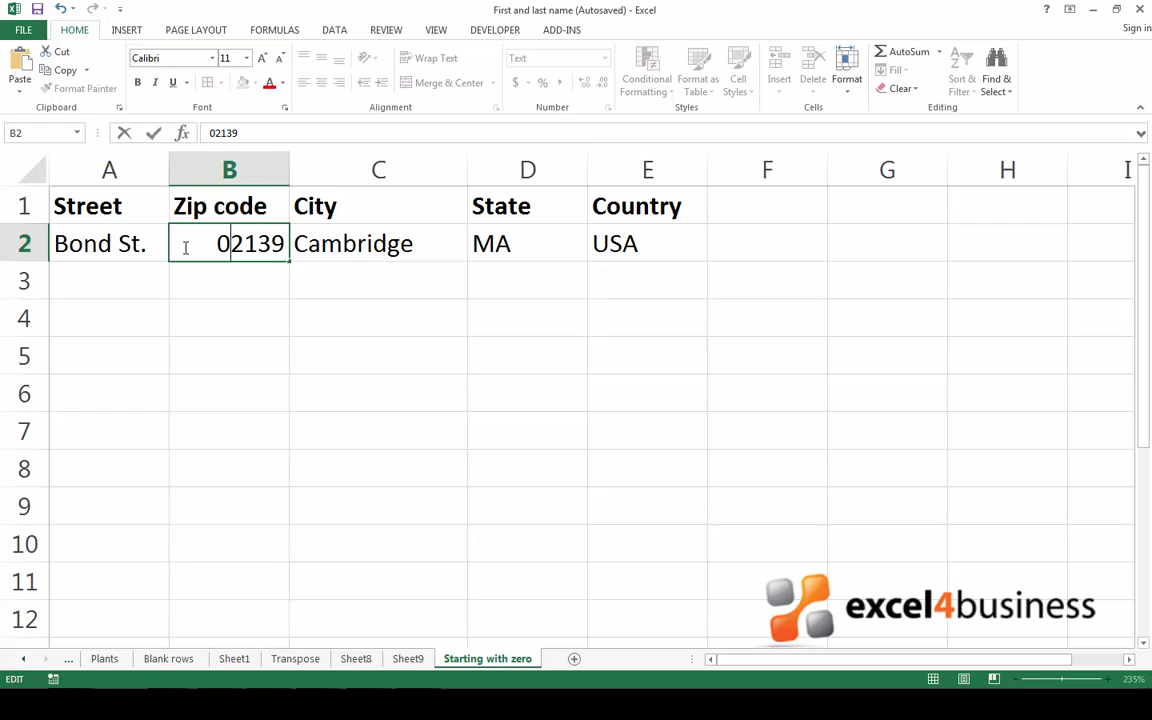 First and last name (Autosaved) - Excel
Sign in
FILE HOME INSERT PAGE LAYOUT FORMULAS DATA REVIEW VIEW DEVELOPER ADD-INS
Paste
Cut
Copy
Format Painter
Clipboard
Calibri 11
B I U
Font
Wrap Text
Merge & Center
Alignment
Text
$ % ,
Number
Conditional Formatting
Format as Table
Cell Styles
Styles
Insert
Delete
Format
Cells
AutoSum
Fill
Clear
Sort & Filter
Find & Select
Editing
B2 fx 02139
A B C D E F G H I
1 Street Zip code City State Country
2 Bond St. 02139 Cambridge MA USA
3
4
5
6
7
8
9
10
11
12
excel4business
... Plants Blank rows Sheet1 Transpose Sheet8 Sheet9 Starting with zero
EDIT 235%